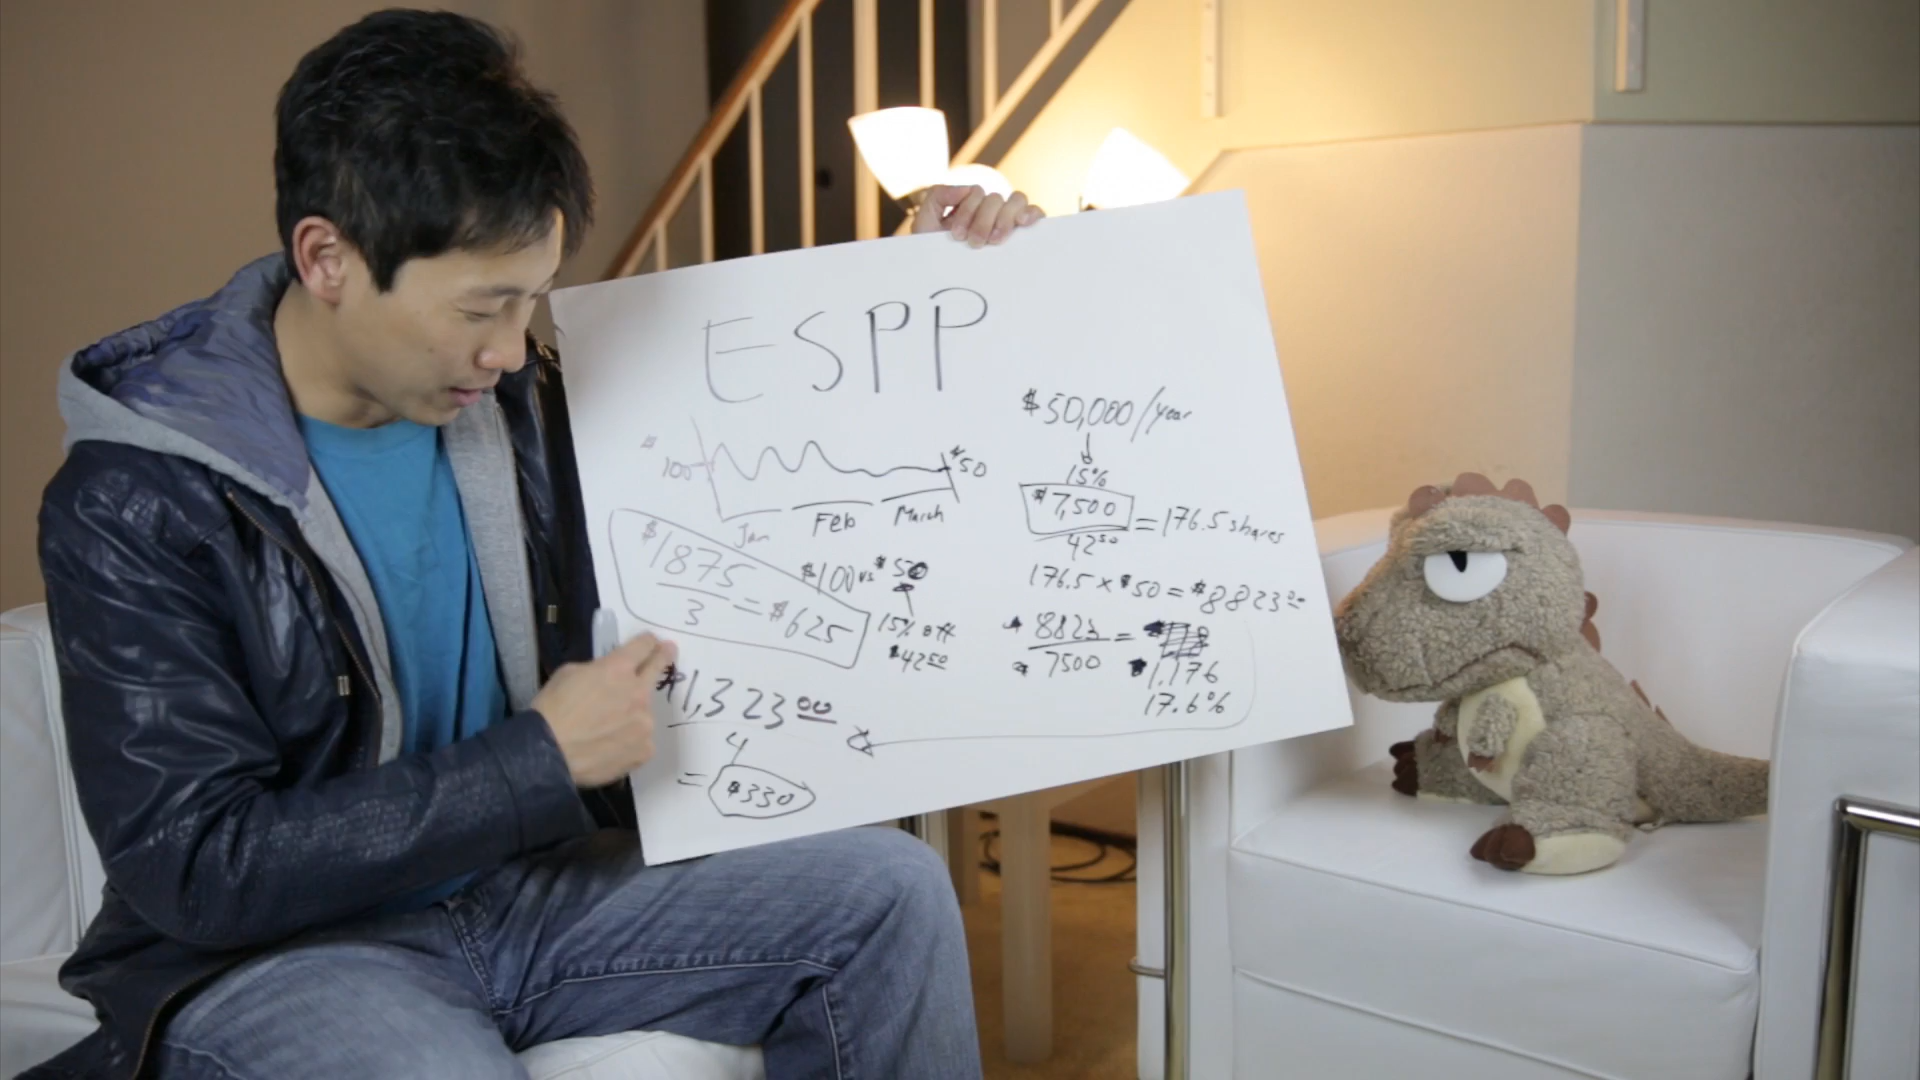 ESPP
$100
$50
Jan Feb March
$1875
3
= $625
$100 vs $50
15% off
$42 50
$1,323 00
4
= $330
$50,000/year
15%
$7,500
42 50
= 176.5 shares
176.5 x $50 = $8823 00
$8823
$7500
=
$1.176
17.6%